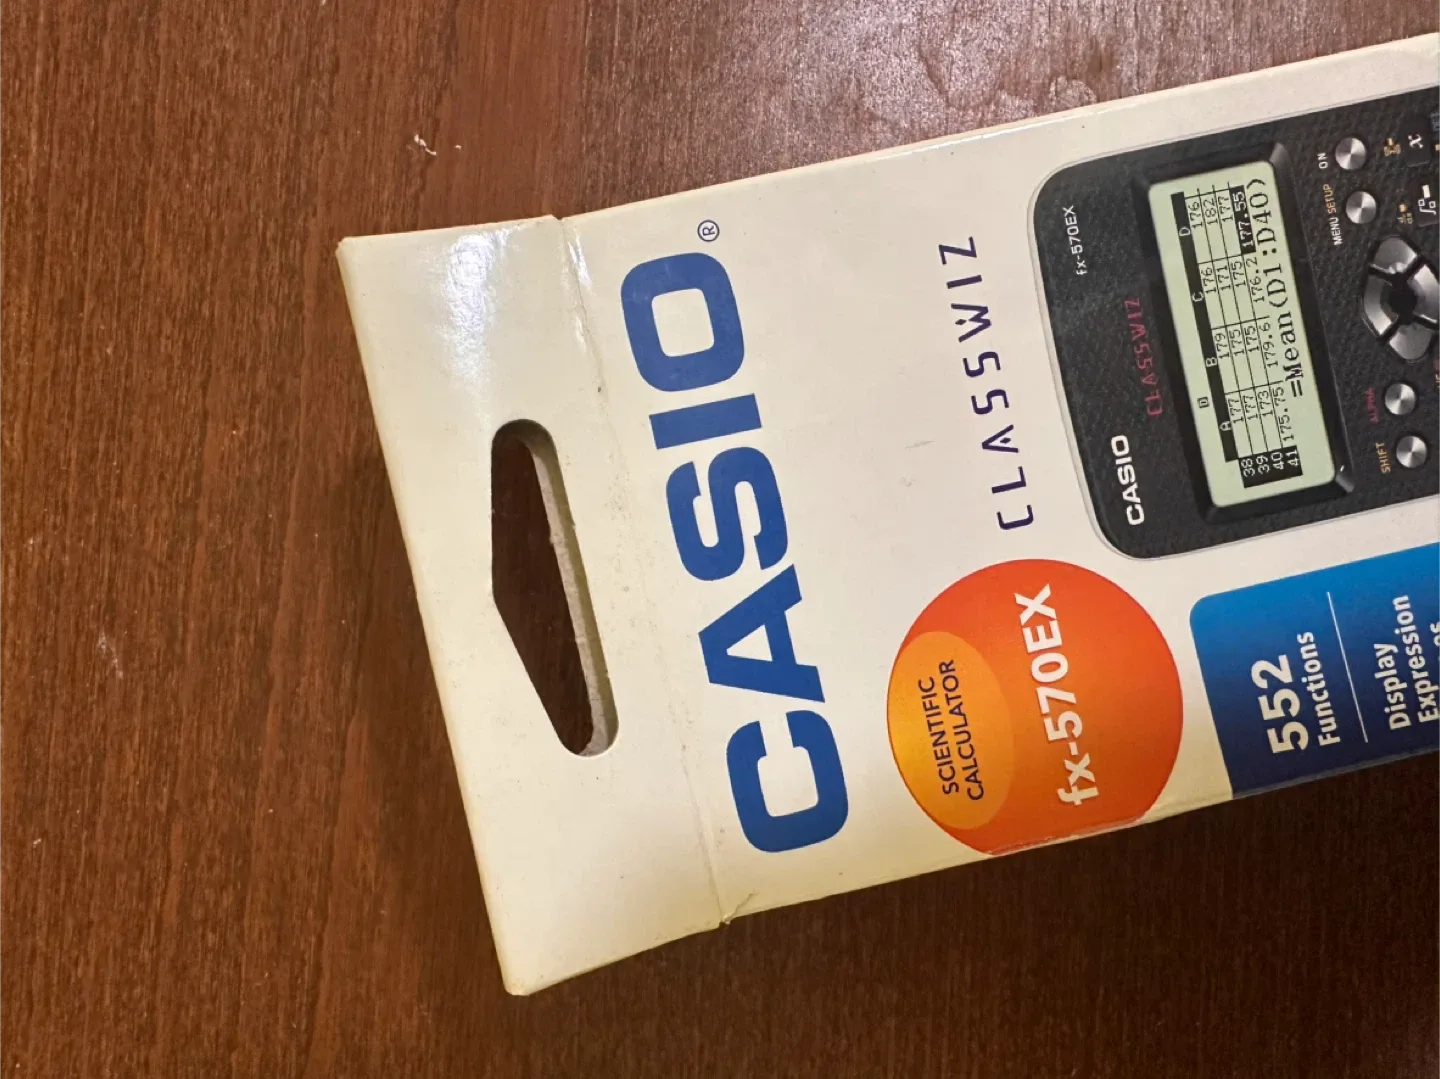 CASIO®
CLASSWIZ
SCIENTIFIC
CALCULATOR
fx-570EX
552
Functions
Display
Expression
CASIO
fx-570EX
CLASSWIZ
D
A B C D
38 177 179 176 176
39 177 175 171 182
40 173 175 175 177
41 175.75 179.6 176.2 177.55
=Mean(D1:D40)
SHIFT ALPHA MENU SETUP ON
x